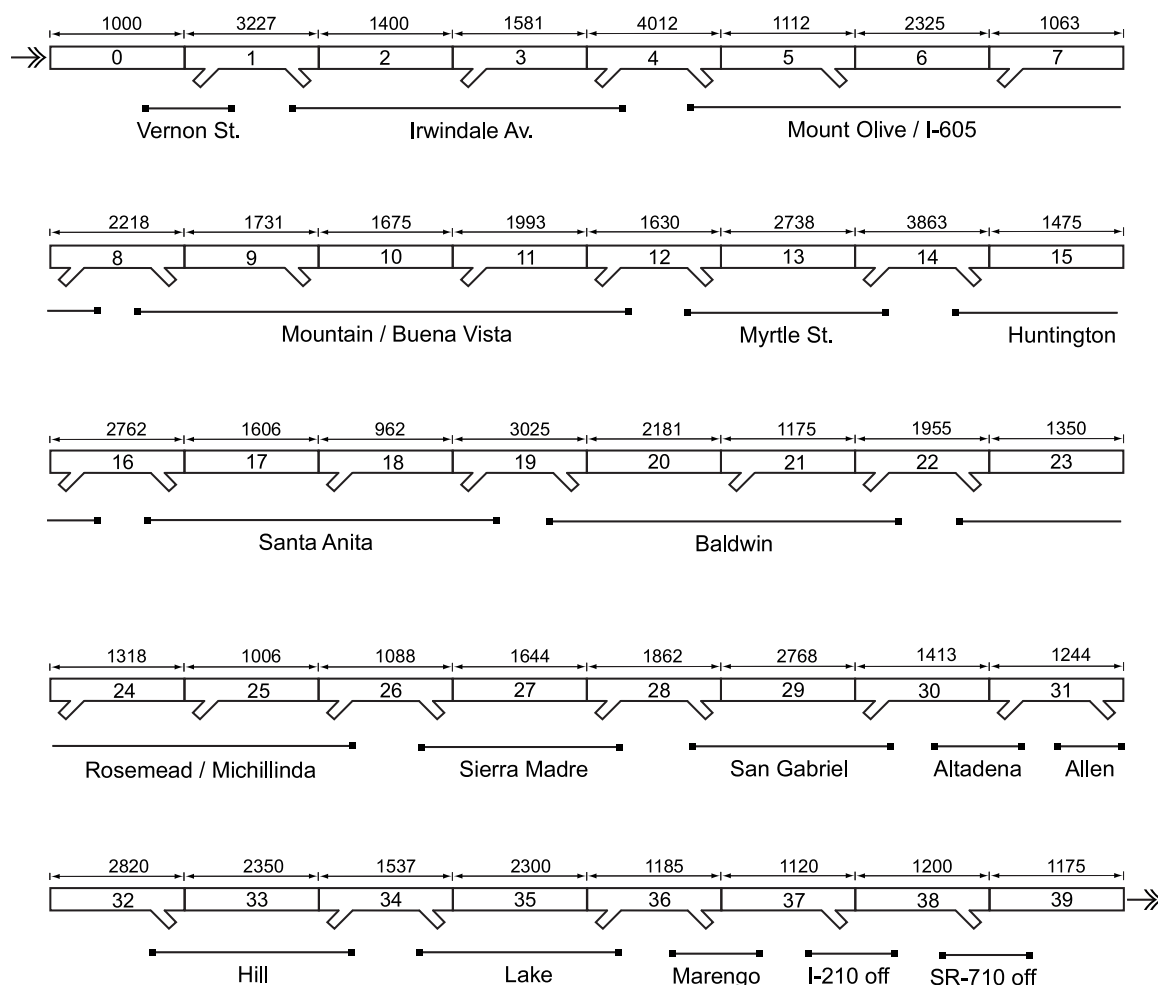 1000 3227 1400 1581 4012 1112 2325 1063
0 1 2 3 4 5 6 7
Vernon St. Irwindale Av. Mount Olive / I-605
2218 1731 1675 1993 1630 2738 3863 1475
8 9 10 11 12 13 14 15
Mountain / Buena Vista Myrtle St. Huntington
2762 1606 962 3025 2181 1175 1955 1350
16 17 18 19 20 21 22 23
Santa Anita Baldwin
1318 1006 1088 1644 1862 2768 1413 1244
24 25 26 27 28 29 30 31
Rosemead / Michillinda Sierra Madre San Gabriel Altadena Allen
2820 2350 1537 2300 1185 1120 1200 1175
32 33 34 35 36 37 38 39
Hill Lake Marengo I-210 off SR-710 off